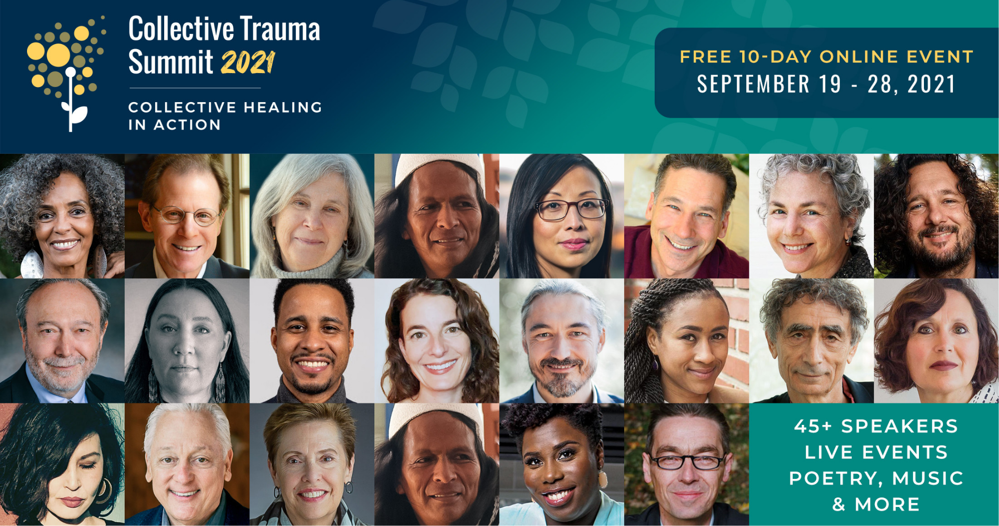 Collective Trauma
Summit 2021
COLLECTIVE HEALING
IN ACTION
FREE 10-DAY ONLINE EVENT
SEPTEMBER 19 - 28, 2021
45+ SPEAKERS
LIVE EVENTS
POETRY, MUSIC
& MORE